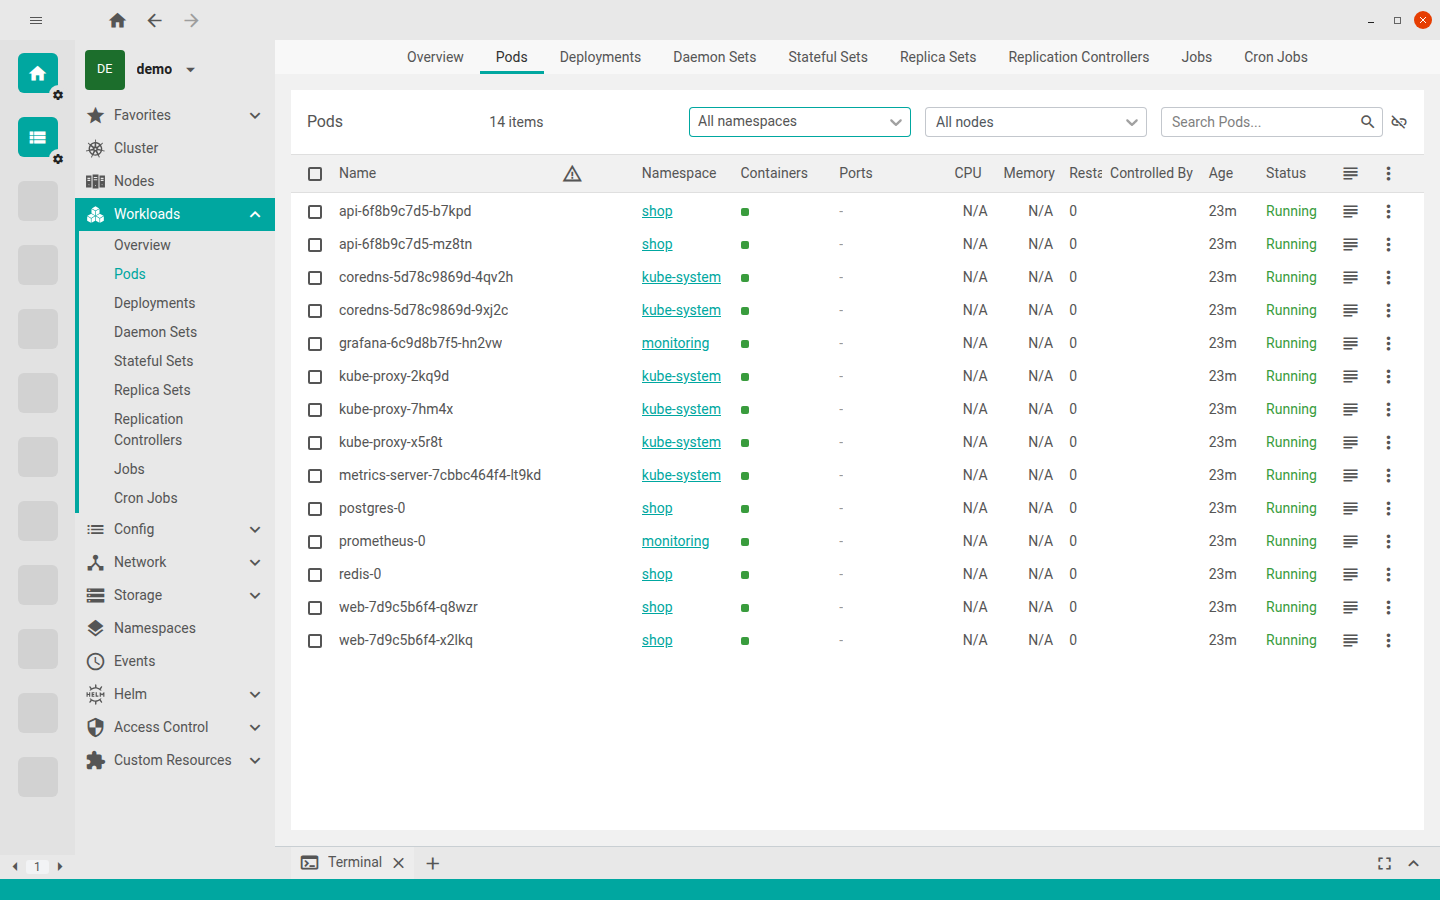 DE demo
Favorites
Cluster
Nodes
Workloads
Overview
Pods
Deployments
Daemon Sets
Stateful Sets
Replica Sets
Replication
Controllers
Jobs
Cron Jobs
Config
Network
Storage
Namespaces
Events
HELM Helm
Access Control
Custom Resources
1
Overview Pods Deployments Daemon Sets Stateful Sets Replica Sets Replication Controllers Jobs Cron Jobs
Pods 14 items All namespaces All nodes Search Pods...
Name Namespace Containers Ports CPU Memory Resta Controlled By Age Status
api-6f8b9c7d5-b7kpd shop - N/A N/A 0 23m Running
api-6f8b9c7d5-mz8tn shop - N/A N/A 0 23m Running
coredns-5d78c9869d-4qv2h kube-system - N/A N/A 0 23m Running
coredns-5d78c9869d-9xj2c kube-system - N/A N/A 0 23m Running
grafana-6c9d8b7f5-hn2vw monitoring - N/A N/A 0 23m Running
kube-proxy-2kq9d kube-system - N/A N/A 0 23m Running
kube-proxy-7hm4x kube-system - N/A N/A 0 23m Running
kube-proxy-x5r8t kube-system - N/A N/A 0 23m Running
metrics-server-7cbbc464f4-lt9kd kube-system - N/A N/A 0 23m Running
postgres-0 shop - N/A N/A 0 23m Running
prometheus-0 monitoring - N/A N/A 0 23m Running
redis-0 shop - N/A N/A 0 23m Running
web-7d9c5b6f4-q8wzr shop - N/A N/A 0 23m Running
web-7d9c5b6f4-x2lkq shop - N/A N/A 0 23m Running
Terminal